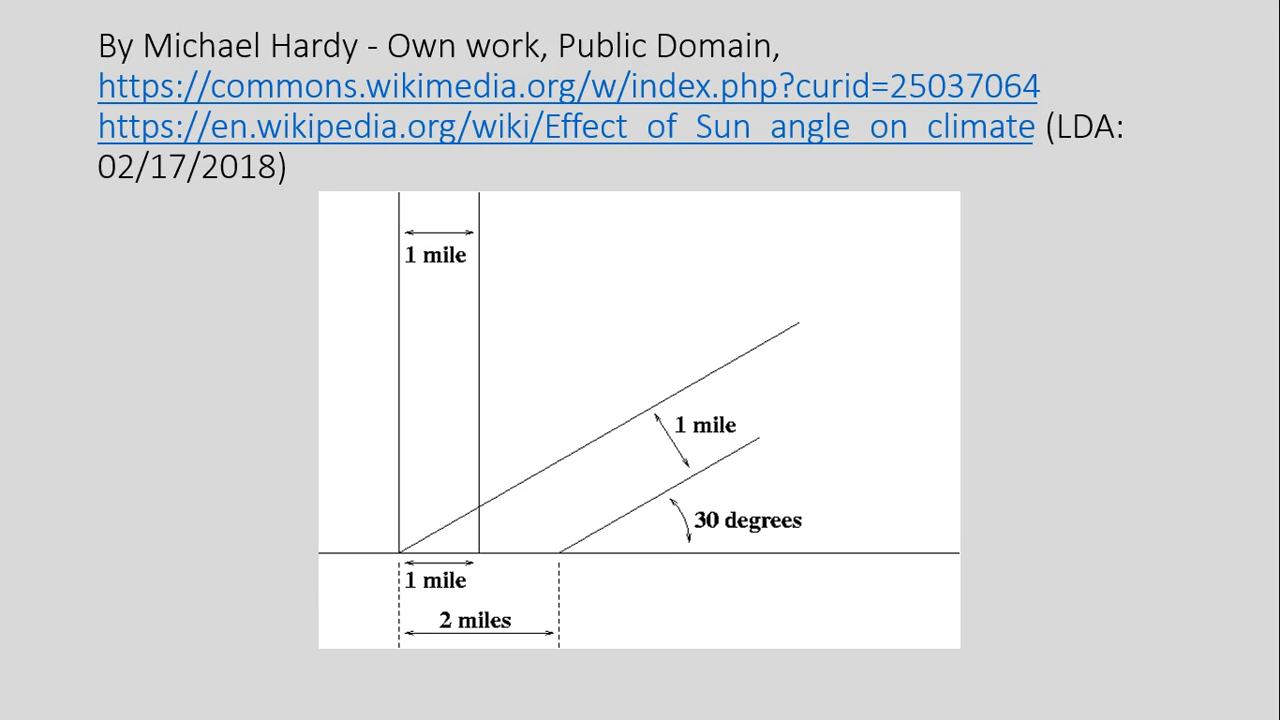 By Michael Hardy - Own work, Public Domain,
https://commons.wikimedia.org/w/index.php?curid=25037064
https://en.wikipedia.org/wiki/Effect_of_Sun_angle_on_climate (LDA:
02/17/2018)
1 mile
1 mile
30 degrees
1 mile
2 miles